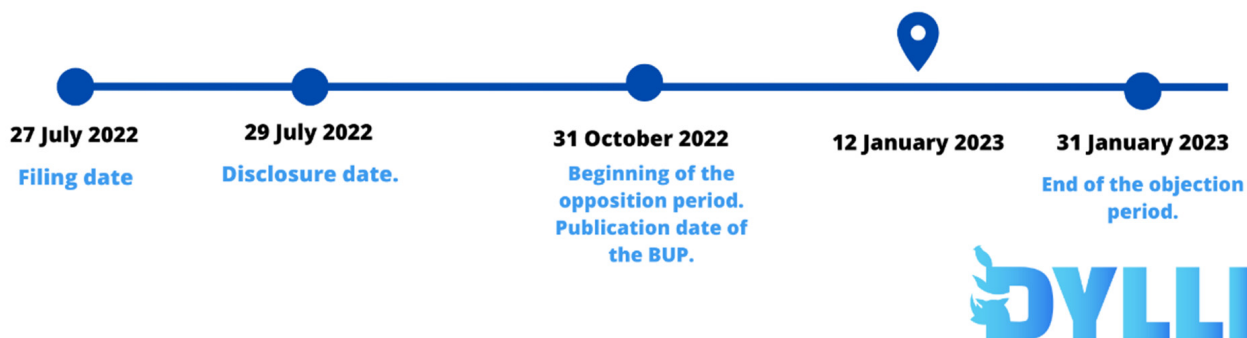 27 July 2022
Filing date
29 July 2022
Disclosure date.
31 October 2022
Beginning of the
opposition period.
Publication date of
the BUP.
12 January 2023
31 January 2023
End of the objection
period.
DYLLI